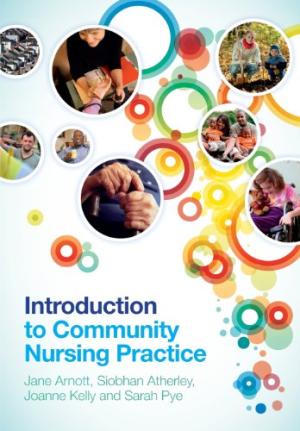 Introduction
to Community
Nursing Practice
Jane Arnott, Siobhan Atherley,
Joanne Kelly and Sarah Pye